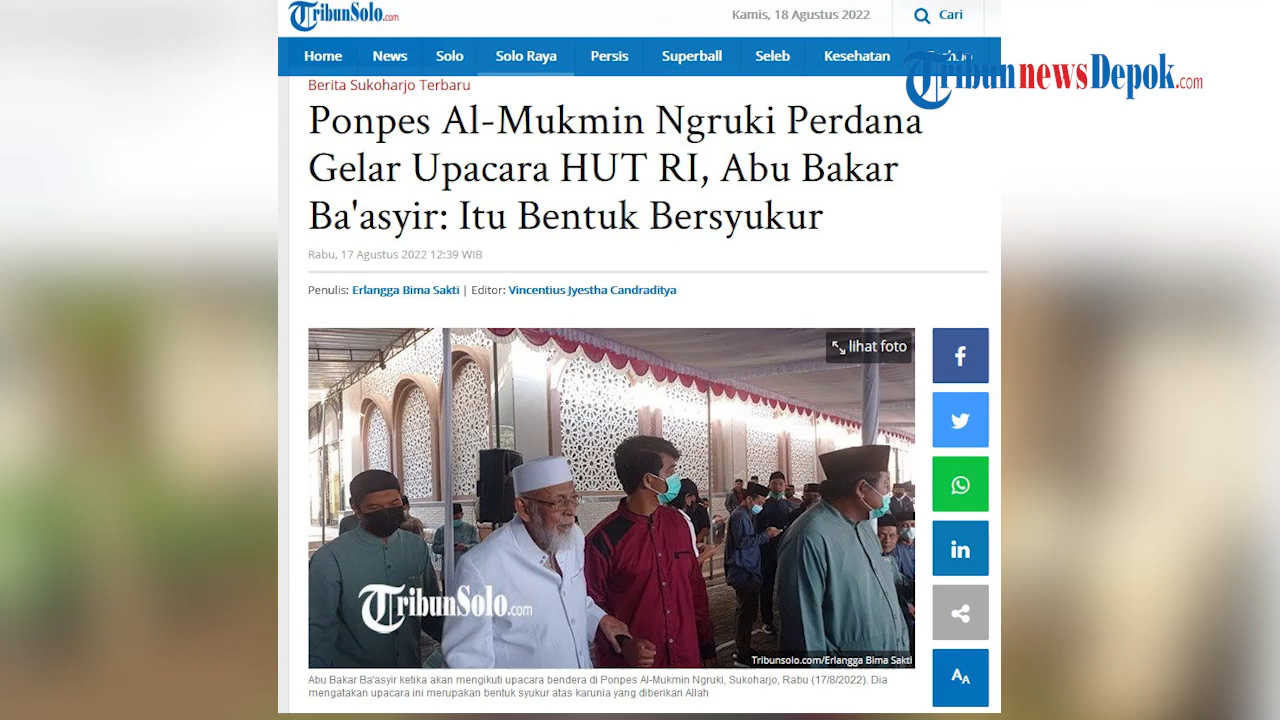 TribunSolo.com
Kamis, 18 Agustus 2022
Cari
Home News Solo Solo Raya Persis Superball Seleb Kesehatan
TribunnewsDepok.com
Berita Sukoharjo Terbaru
Ponpes Al-Mukmin Ngruki Perdana
Gelar Upacara HUT RI, Abu Bakar
Ba'asyir: Itu Bentuk Bersyukur
Rabu, 17 Agustus 2022 12:39 WIB
Penulis: Erlangga Bima Sakti | Editor: Vincentius Jyestha Candraditya
lihat foto
TribunSolo.com
Tribunsolo.com/Erlangga Bima Sakti
AA
Abu Bakar Ba'asyir ketika akan mengikuti upacara bendera di Ponpes Al-Mukmin Ngruki, Sukoharjo, Rabu (17/8/2022). Dia
mengatakan upacara ini merupakan bentuk syukur atas karunia yang diberikan Allah